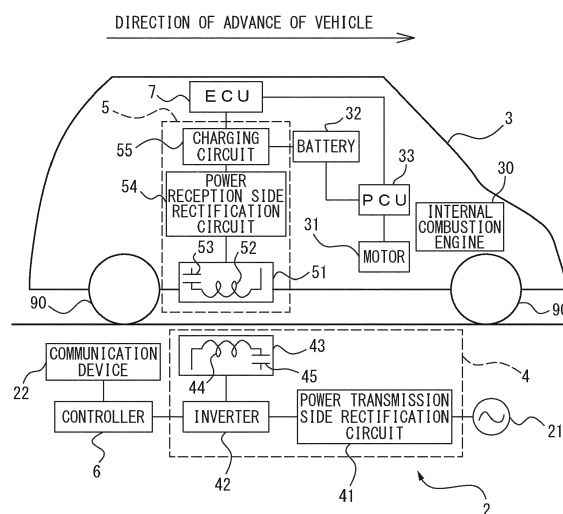 DIRECTION OF ADVANCE OF VEHICLE
7
ECU
5
32
3
55
CHARGING
CIRCUIT
BATTERY
33
30
54
POWER
RECEPTION SIDE
RECTIFICATION
CIRCUIT
PCU
INTERNAL
COMBUSTION
ENGINE
31
53
52
51
MOTOR
90
90
COMMUNICATION
DEVICE
43
4
22
44
45
POWER TRANSMISSION
SIDE RECTIFICATION
CIRCUIT
CONTROLLER
INVERTER
21
6
42
41
2